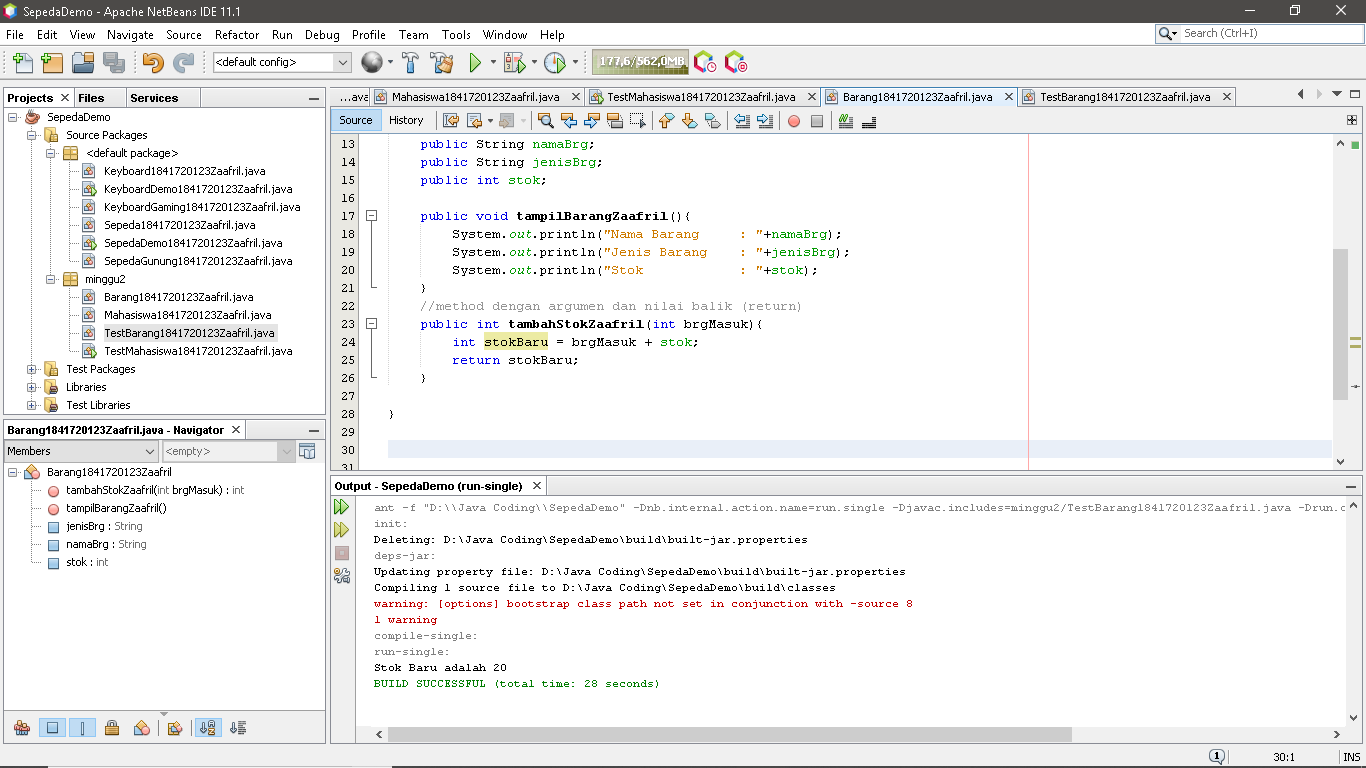 SepedaDemo - Apache NetBeans IDE 11.1
File Edit View Navigate Source Refactor Run Debug Profile Team Tools Window Help
Search (Ctrl+I)
<default config>
177,6/562,0MB
Projects Files Services
SepedaDemo
Source Packages
<default package>
Keyboard1841720123Zaafril.java
KeyboardDemo1841720123Zaafril.java
KeyboardGaming1841720123Zaafril.java
Sepeda1841720123Zaafril.java
SepedaDemo1841720123Zaafril.java
SepedaGunung1841720123Zaafril.java
minggu2
Barang1841720123Zaafril.java
Mahasiswa1841720123Zaafril.java
TestBarang1841720123Zaafril.java
TestMahasiswa1841720123Zaafril.java
Test Packages
Libraries
Test Libraries
Barang1841720123Zaafril.java - Navigator
Members <empty>
Barang1841720123Zaafril
tambahStokZaafril(int brgMasuk) : int
tampilBarangZaafril()
jenisBrg : String
namaBrg : String
stok : int
...ava Mahasiswa1841720123Zaafril.java TestMahasiswa1841720123Zaafril.java Barang1841720123Zaafril.java TestBarang1841720123Zaafril.java
Source History
13 public String namaBrg;
14 public String jenisBrg;
15 public int stok;
16
17 public void tampilBarangZaafril(){
18 System.out.println("Nama Barang     : "+namaBrg);
19 System.out.println("Jenis Barang    : "+jenisBrg);
20 System.out.println("Stok            : "+stok);
21 }
22 //method dengan argumen dan nilai balik (return)
23 public int tambahStokZaafril(int brgMasuk){
24 int stokBaru = brgMasuk + stok;
25 return stokBaru;
26 }
27
28 }
29
30
31
Output - SepedaDemo (run-single)
ant -f "D:\\Java Coding\\SepedaDemo" -Dnb.internal.action.name=run.single -Djavac.includes=minggu2/TestBarang1841720123Zaafril.java -Drun.c
init:
Deleting: D:\Java Coding\SepedaDemo\build\built-jar.properties
deps-jar:
Updating property file: D:\Java Coding\SepedaDemo\build\built-jar.properties
Compiling 1 source file to D:\Java Coding\SepedaDemo\build\classes
warning: [options] bootstrap class path not set in conjunction with -source 8
1 warning
compile-single:
run-single:
Stok Baru adalah 20
BUILD SUCCESSFUL (total time: 28 seconds)
1 30:1 INS